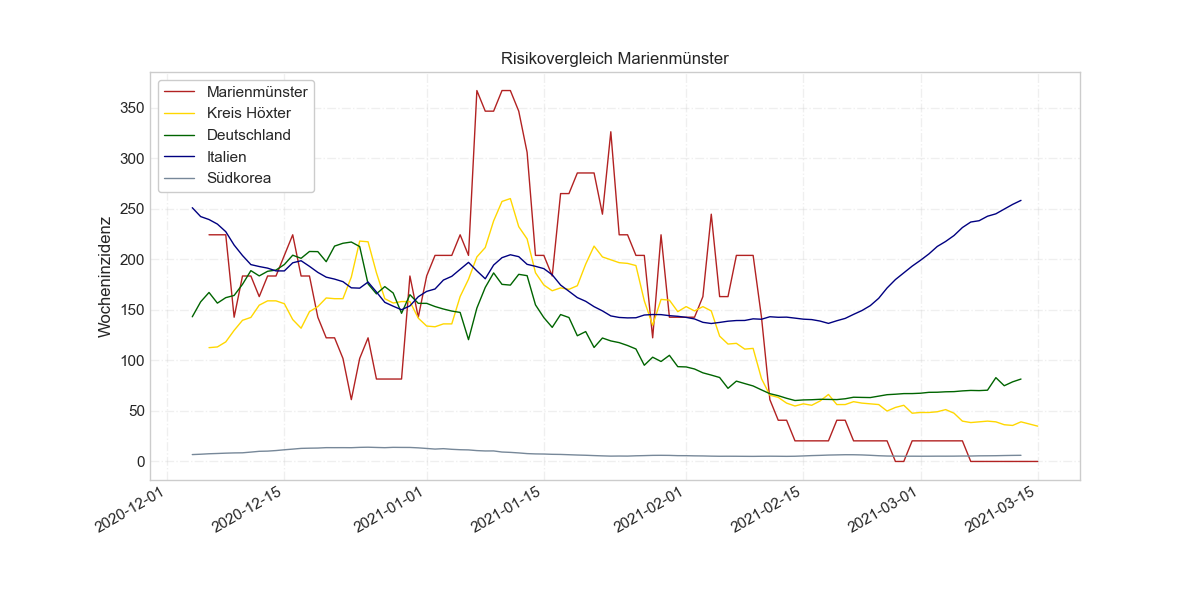 Risikovergleich Marienmünster
Marienmünster
Kreis Höxter
Deutschland
Italien
Südkorea
Wocheninzidenz
350
300
250
200
150
100
50
0
2020-12-01
2020-12-15
2021-01-01
2021-01-15
2021-02-01
2021-02-15
2021-03-01
2021-03-15